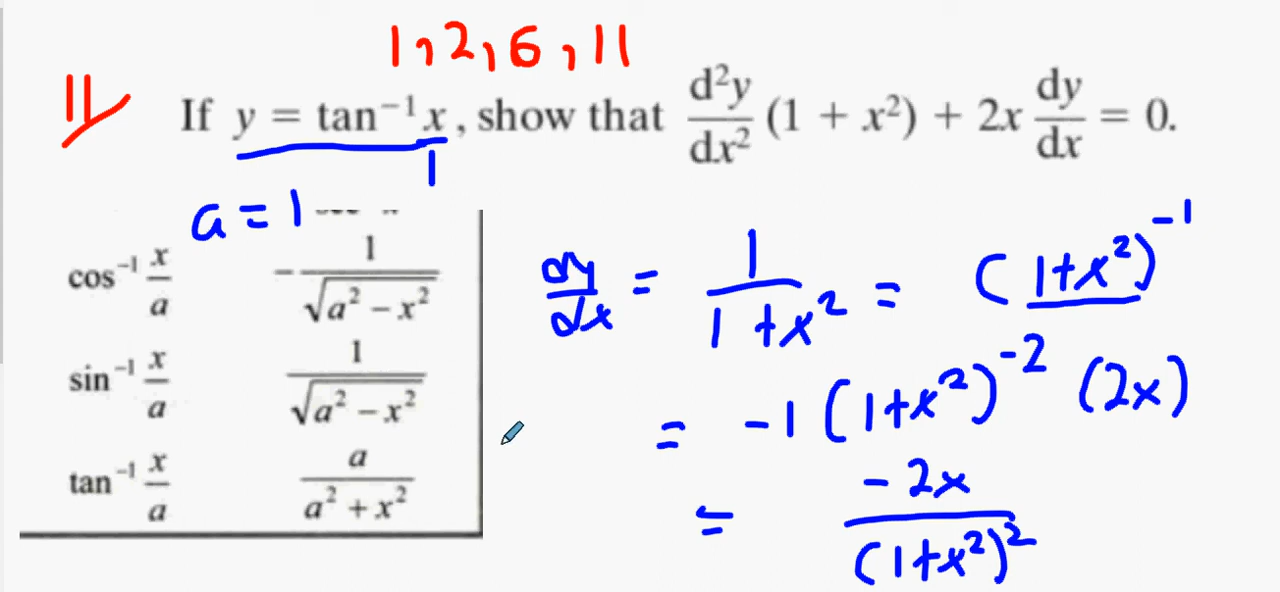 1, 2, 6, 11
11 If y = tan⁻¹ x, show that d²y/dx² (1 + x²) + 2x dy/dx = 0.
1
a = 1
cos⁻¹ x/a    −1/√(a² − x²)
sin⁻¹ x/a    1/√(a² − x²)
tan⁻¹ x/a    a/(a² + x²)
dy/dx = 1/(1+x²) = (1+x²)⁻¹
= -1(1+x²)⁻² (2x)
= -2x/(1+x²)²